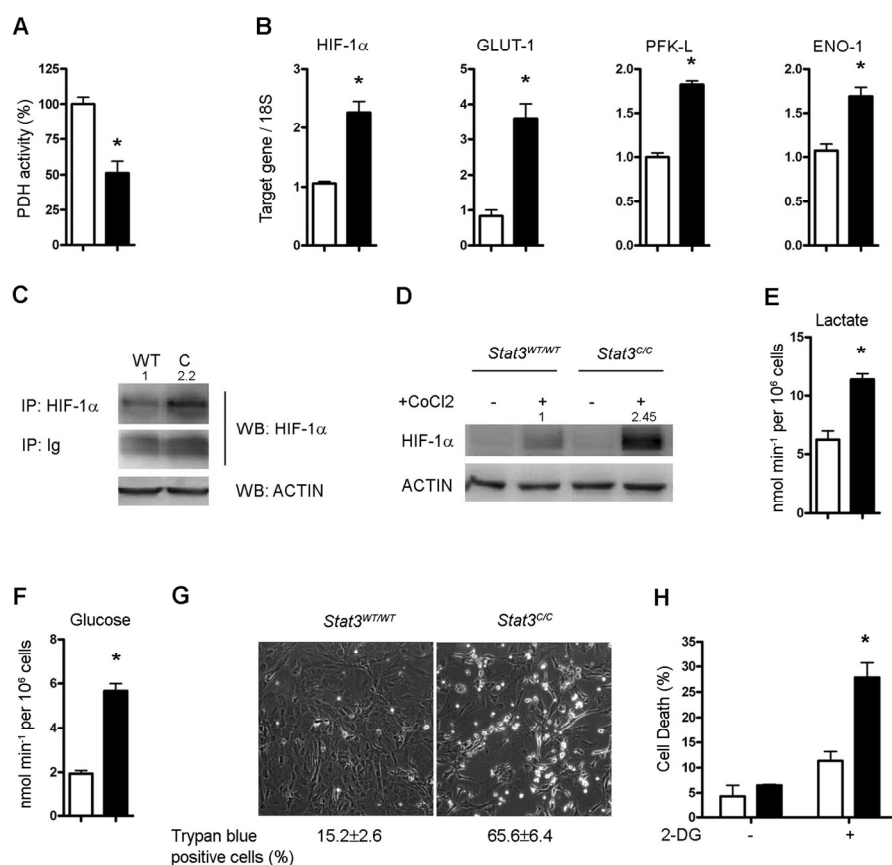 A
PDH activity (%)
125
100
75
50
25
0
*
B
HIF-1α
GLUT-1
PFK-L
ENO-1
Target gene / 18S
3
2
1
0
*
5
4
3
2
1
0
*
2.0
1.5
1.0
0.5
0.0
*
2.0
1.5
1.0
0.5
0.0
*
C
WT C
1 2.2
IP: HIF-1α
IP: Ig
WB: HIF-1α
WB: ACTIN
D
Stat3WT/WT Stat3C/C
+CoCl2 - + - +
1 2.45
HIF-1α
ACTIN
E
Lactate
nmol min-1 per 10⁶ cells
15
10
5
0
*
F
Glucose
nmol min-1 per 10⁶ cells
6
4
2
0
*
G
Stat3WT/WT Stat3C/C
Trypan blue 15.2±2.6 65.6±6.4
positive cells (%)
H
Cell Death (%)
35
30
25
20
15
10
5
0
*
2-DG - +